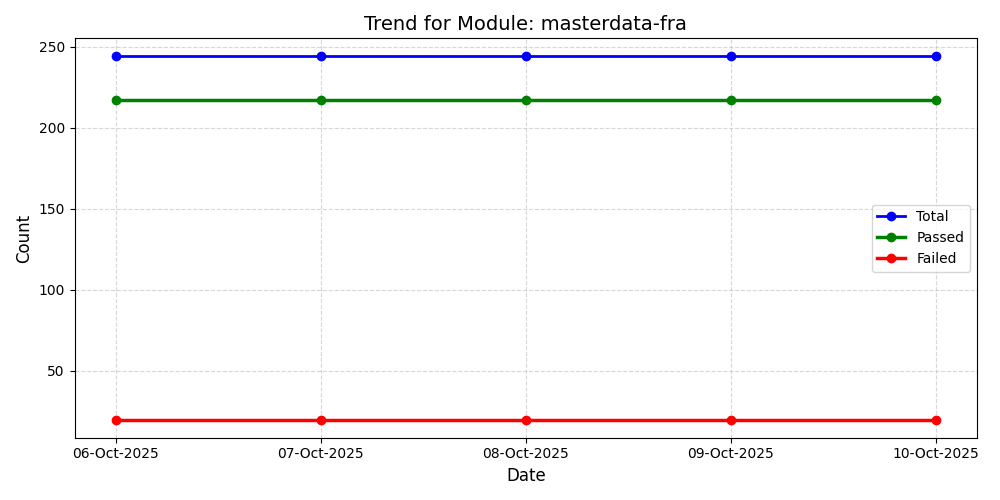 Trend for Module: masterdata-fra
250
200
150
100
50
Count
Total
Passed
Failed
06-Oct-2025 07-Oct-2025 08-Oct-2025 09-Oct-2025 10-Oct-2025
Date